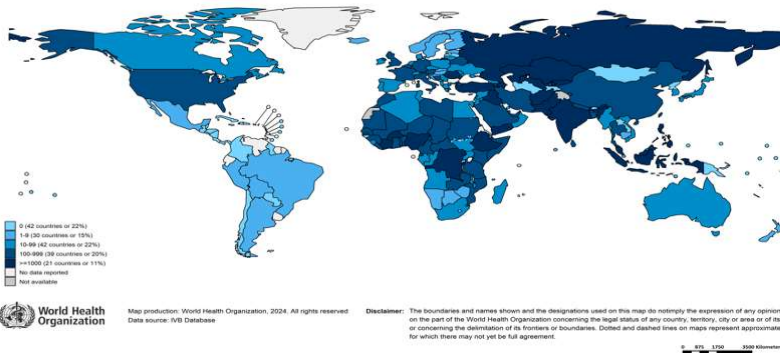 0 (42 countries or 22%)
1-9 (30 countries or 15%)
10-99 (42 countries or 22%)
100-999 (39 countries or 20%)
>=1000 (21 countries or 11%)
No data reported
Not available
World Health
Organization
Map production: World Health Organization, 2024. All rights reserved
Data source: IVB Database
Disclaimer: The boundaries and names shown and the designations used on this map do notimply the expression of any opinion
on the part of the World Health Organization concerning the legal status of any country, territory, city or area or of its
or concerning the delimitation of its frontiers or boundaries. Dotted and dashed lines on maps represent approximate
for which there may not yet be full agreement.
0 875 1750 3500 Kilometer